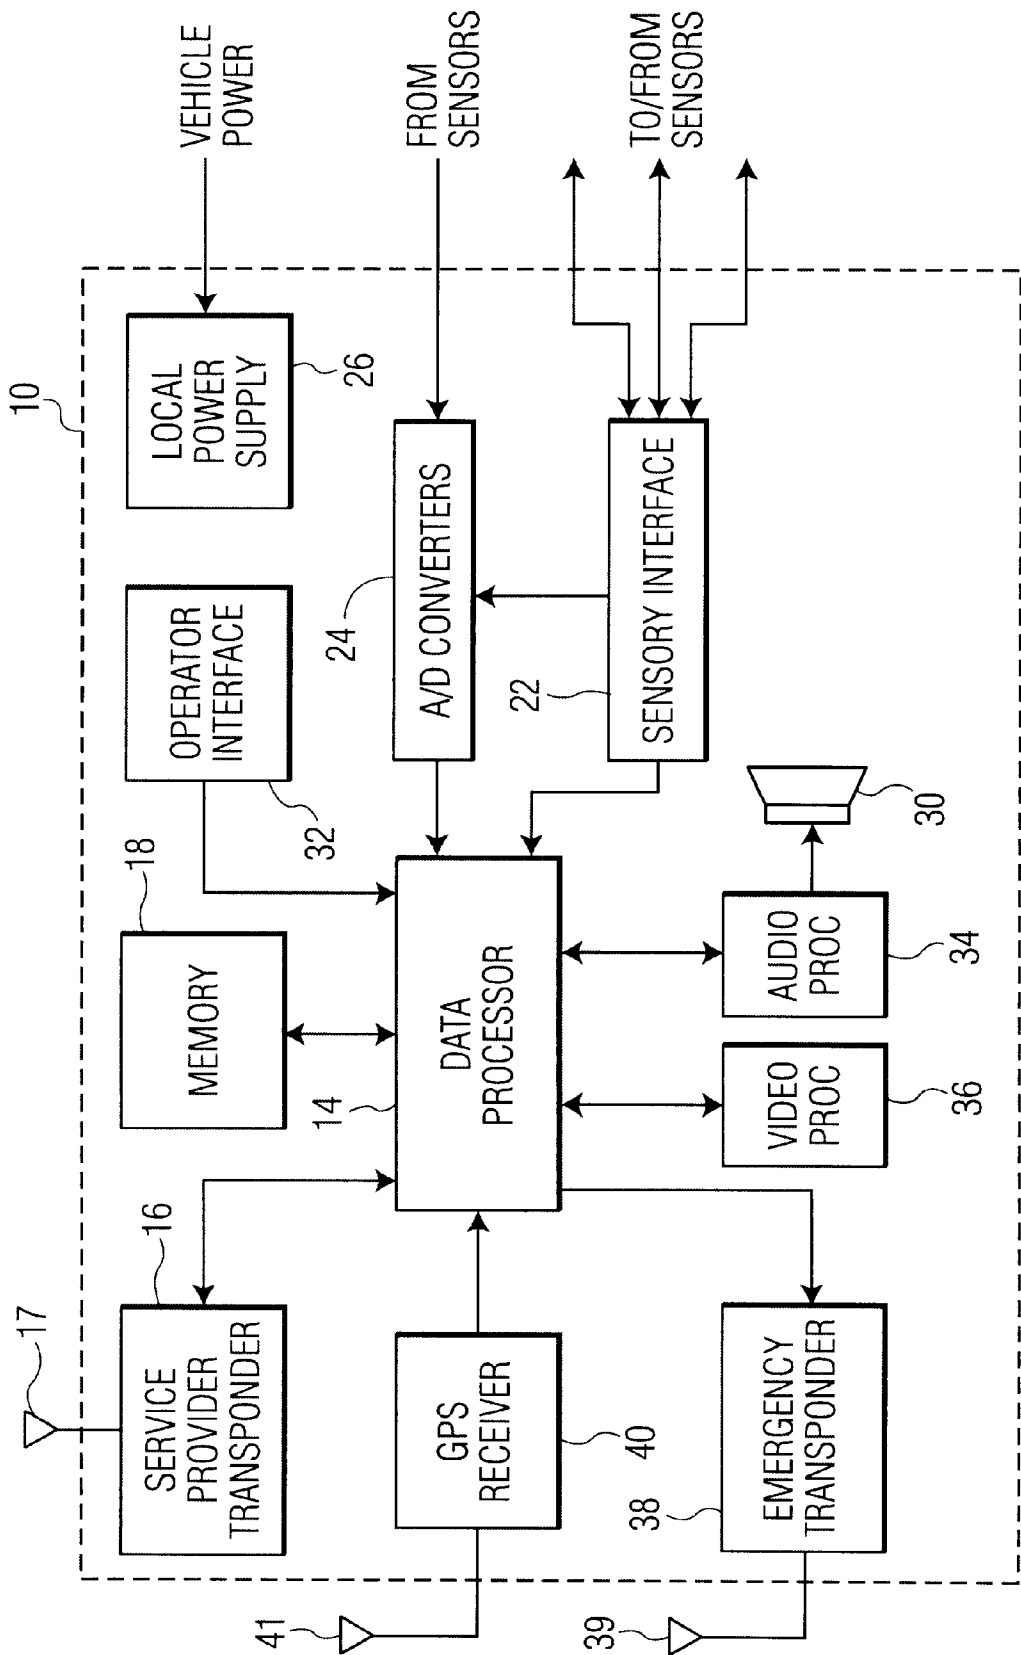 10
17
16
SERVICE
PROVIDER
TRANSPONDER
18
MEMORY
32
OPERATOR
INTERFACE
LOCAL
POWER
SUPPLY
26
VEHICLE
POWER
41
GPS
RECEIVER
40
14
DATA
PROCESSOR
24
A/D CONVERTERS
FROM
SENSORS
22
SENSORY INTERFACE
TO/FROM
SENSORS
39
38
EMERGENCY
TRANSPONDER
VIDEO
PROC
36
AUDIO
PROC
34
30